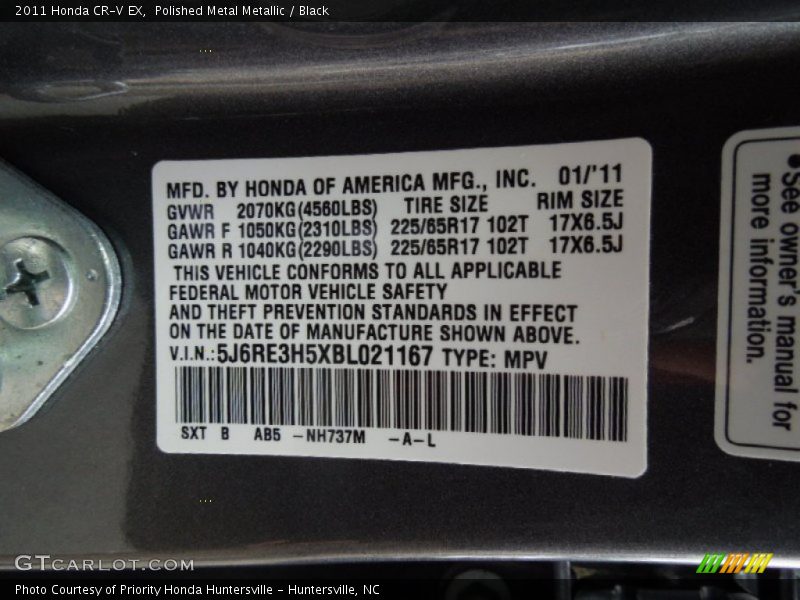 2011 Honda CR-V EX, Polished Metal Metallic / Black
MFD. BY HONDA OF AMERICA MFG., INC. 01/'11
GVWR 2070KG(4560LBS) TIRE SIZE RIM SIZE
GAWR F 1050KG(2310LBS) 225/65R17 102T 17X6.5J
GAWR R 1040KG(2290LBS) 225/65R17 102T 17X6.5J
THIS VEHICLE CONFORMS TO ALL APPLICABLE
FEDERAL MOTOR VEHICLE SAFETY
AND THEFT PREVENTION STANDARDS IN EFFECT
ON THE DATE OF MANUFACTURE SHOWN ABOVE.
V.I.N.:5J6RE3H5XBL021167 TYPE: MPV
SXT B AB5 -NH737M -A-L
●See owner's manual for
more information.
GTcarlot.com
Photo Courtesy of Priority Honda Huntersville - Huntersville, NC